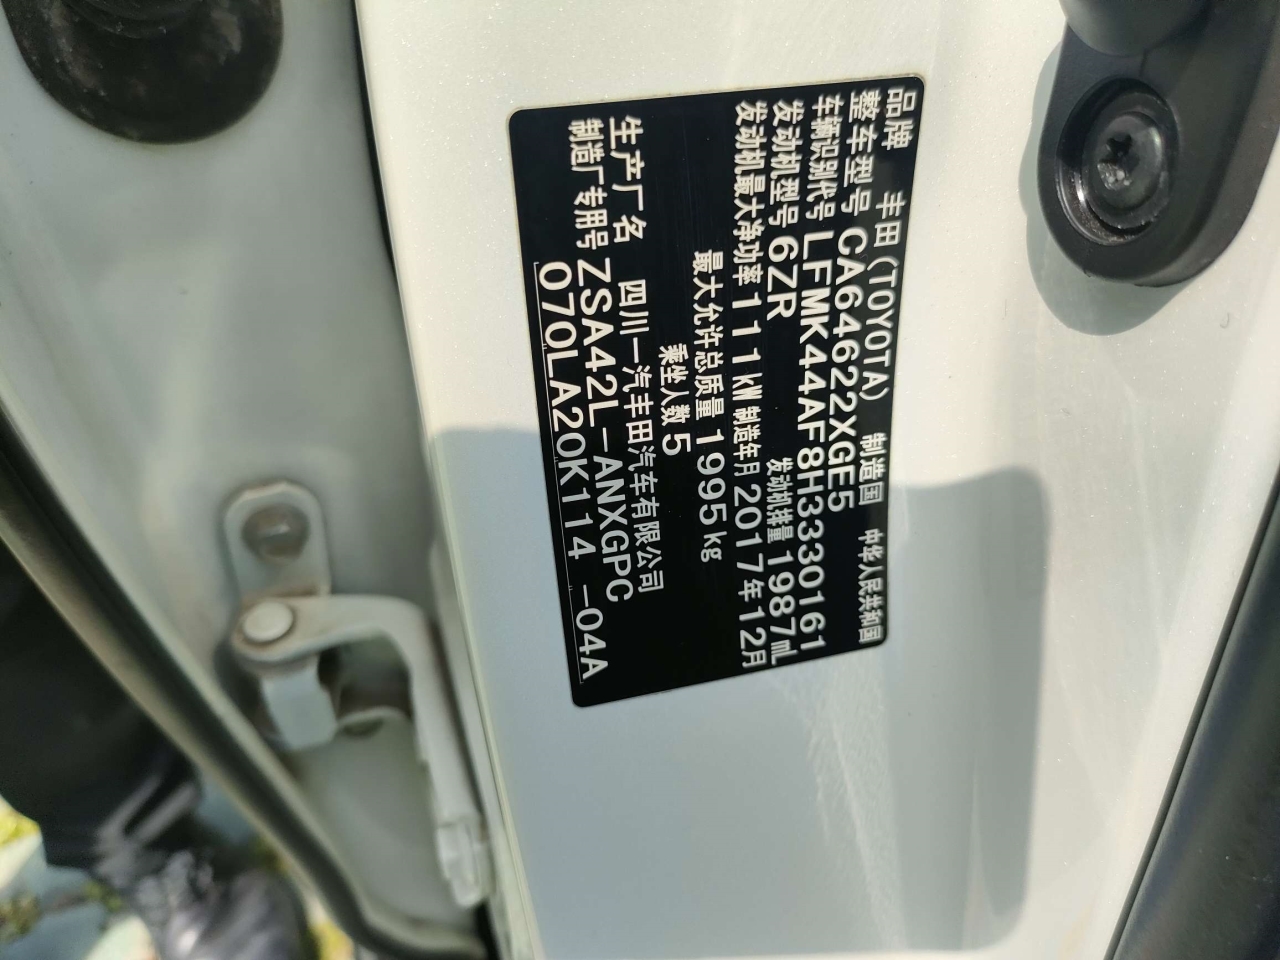 品牌 丰田(TOYOTA) 制造国 中华人民共和国
整车型号 CA64622XGE5
车辆识别代号 LFMK44AF8H3330161
发动机型号 6ZR 发动机排量 1987mL
发动机最大净功率 111kW 制造年月 2017年12月
最大允许总质量 1995kg
乘坐人数 5
生产厂名 四川一汽丰田汽车有限公司
制造厂专用号 ZSA42L-ANXGPC
070LA20K114 -04A